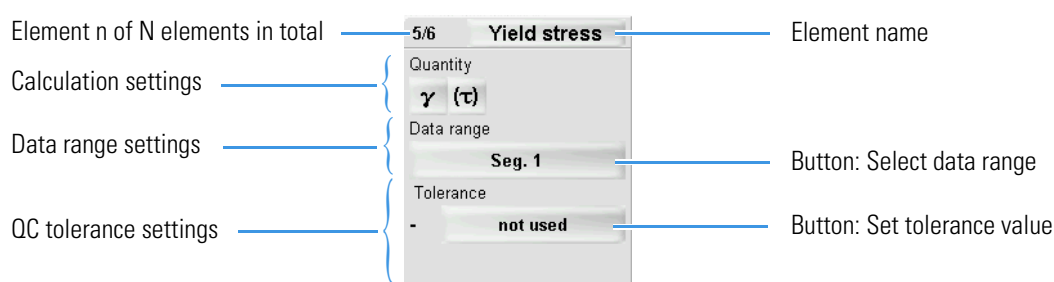 Element n of N elements in total
5/6 Yield stress
Element name
Calculation settings
Quantity
γ (τ)
Data range settings
Data range
Seg. 1
Button: Select data range
QC tolerance settings
Tolerance
- not used
Button: Set tolerance value